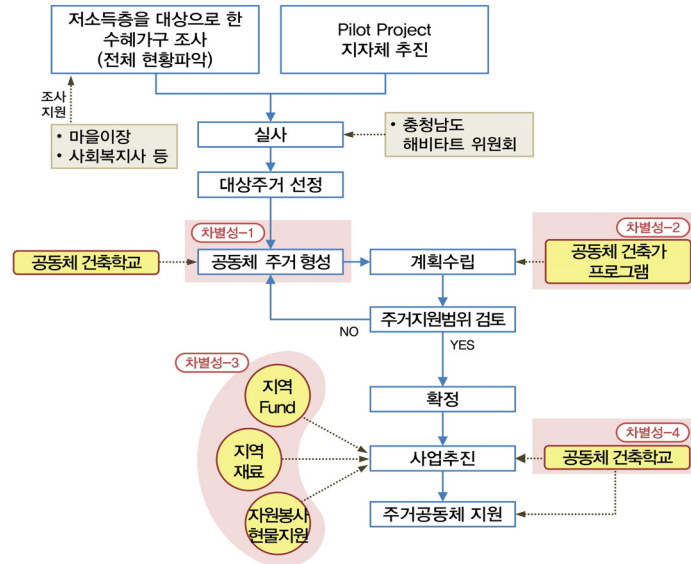 저소득층을 대상으로 한
수혜가구 조사
(전체 현황파악)
Pilot Project
지자체 추진
조사
지원
• 마을이장
• 사회복지사 등
실사
• 충청남도
해비타트 위원회
대상주거 선정
차별성-1
차별성-2
공동체 건축학교
공동체 주거 형성
계획수립
공동체 건축가
프로그램
주거지원범위 검토
NO
YES
차별성-3
지역
Fund
확정
차별성-4
지역
재료
사업추진
공동체 건축학교
자원봉사
현물지원
주거공동체 지원